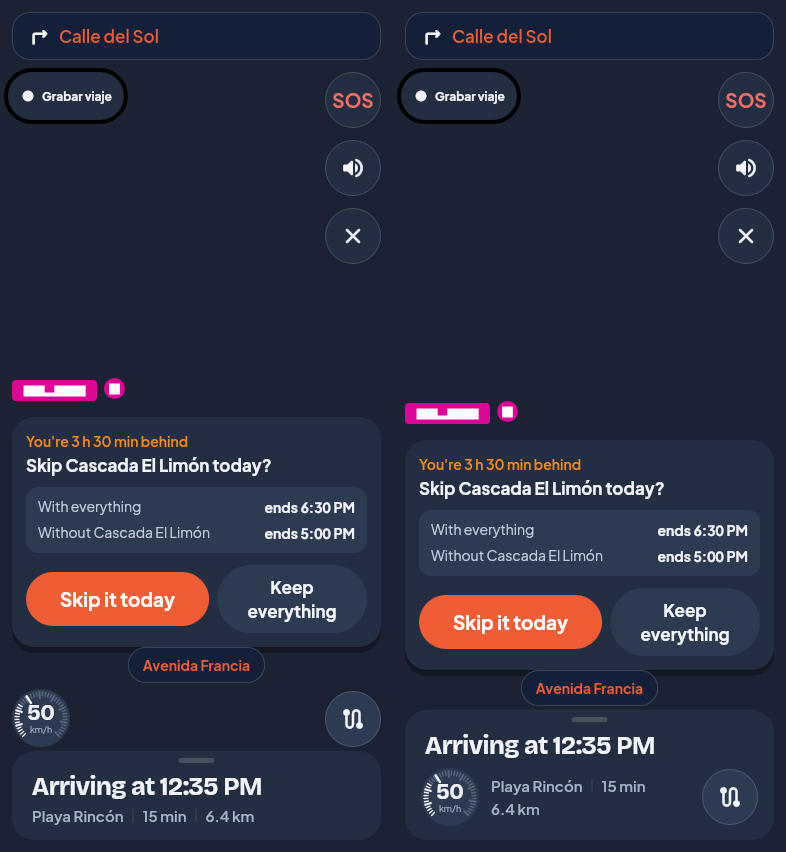 Calle del Sol
Grabar viaje
SOS
You're 3 h 30 min behind
Skip Cascada El Limón today?
With everything ends 6:30 PM
Without Cascada El Limón ends 5:00 PM
Skip it today
Keep
everything
Avenida Francia
50
km/h
Arriving at 12:35 PM
Playa Rincón 15 min 6.4 km
Calle del Sol
Grabar viaje
SOS
You're 3 h 30 min behind
Skip Cascada El Limón today?
With everything ends 6:30 PM
Without Cascada El Limón ends 5:00 PM
Skip it today
Keep
everything
Avenida Francia
Arriving at 12:35 PM
50
km/h
Playa Rincón 15 min
6.4 km